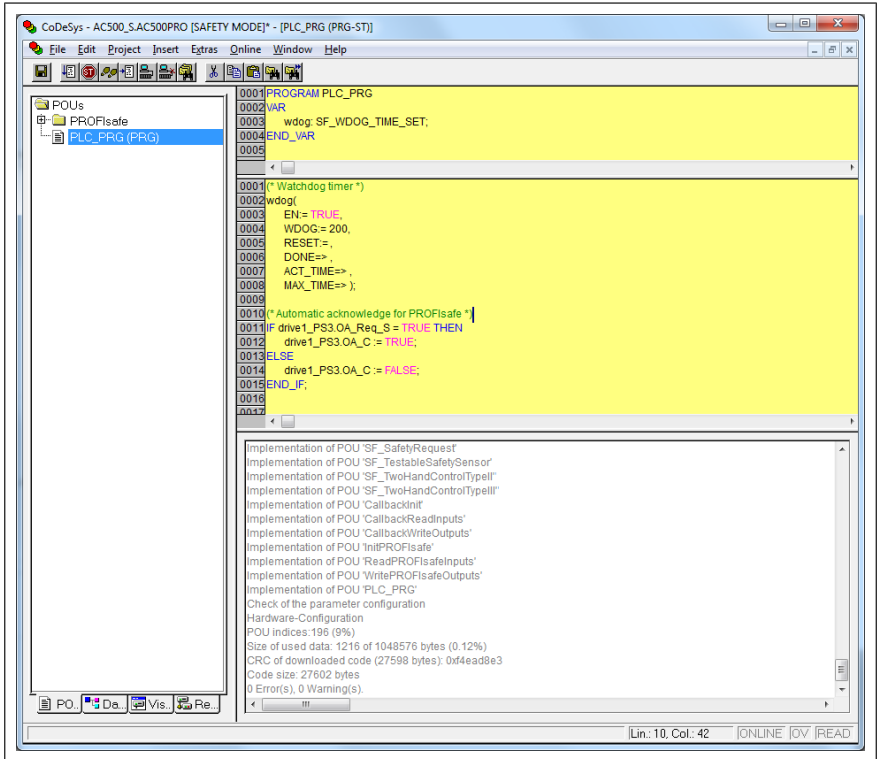 CoDeSys - AC500_S.AC500PRO [SAFETY MODE]* - [PLC_PRG (PRG-ST)]
File Edit Project Insert Extras Online Window Help
POUs
PROFIsafe
PLC_PRG (PRG)
0001 PROGRAM PLC_PRG
0002 VAR
0003 wdog: SF_WDOG_TIME_SET;
0004 END_VAR
0005
0001 (* Watchdog timer *)
0002 wdog(
0003 EN:= TRUE,
0004 WDOG:= 200,
0005 RESET:= ,
0006 DONE=> ,
0007 ACT_TIME=> ,
0008 MAX_TIME=> );
0009
0010 (* Automatic acknowledge for PROFIsafe *)
0011 IF drive1_PS3.OA_Req_S = TRUE THEN
0012 drive1_PS3.OA_C := TRUE;
0013 ELSE
0014 drive1_PS3.OA_C := FALSE;
0015 END_IF;
0016
0017
Implementation of POU 'SF_SafetyRequest'
Implementation of POU 'SF_TestableSafetySensor'
Implementation of POU 'SF_TwoHandControlTypeII''
Implementation of POU 'SF_TwoHandControlTypeIII''
Implementation of POU 'CallbackInit'
Implementation of POU 'CallbackReadInputs'
Implementation of POU 'CallbackWriteOutputs'
Implementation of POU 'InitPROFIsafe'
Implementation of POU 'ReadPROFIsafeInputs'
Implementation of POU 'WritePROFIsafeOutputs'
Implementation of POU 'PLC_PRG'
Check of the parameter configuration
Hardware-Configuration
POU indices:196 (9%)
Size of used data: 1216 of 1048576 bytes (0.12%)
CRC of downloaded code (27598 bytes): 0xf4ead8e3
Code size: 27602 bytes
0 Error(s), 0 Warning(s).
PO.. Da.. Vis.. Re..
Lin.: 10, Col.: 42 ONLINE OV READ